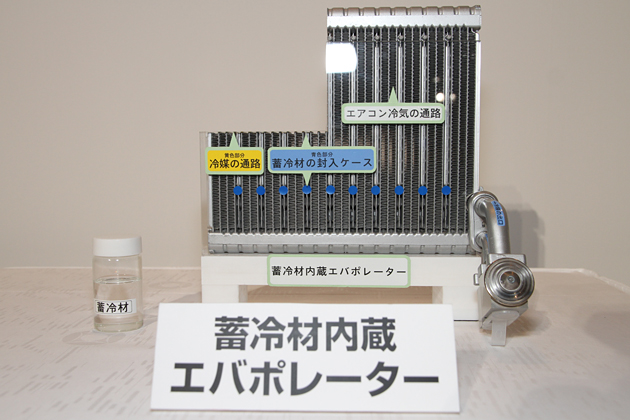 エアコン冷気の通路
黄色部分
冷媒の通路
青色部分
蓄冷材の封入ケース
蓄冷材内蔵エバポレーター
蓄冷材
蓄冷材内蔵
エバポレーター